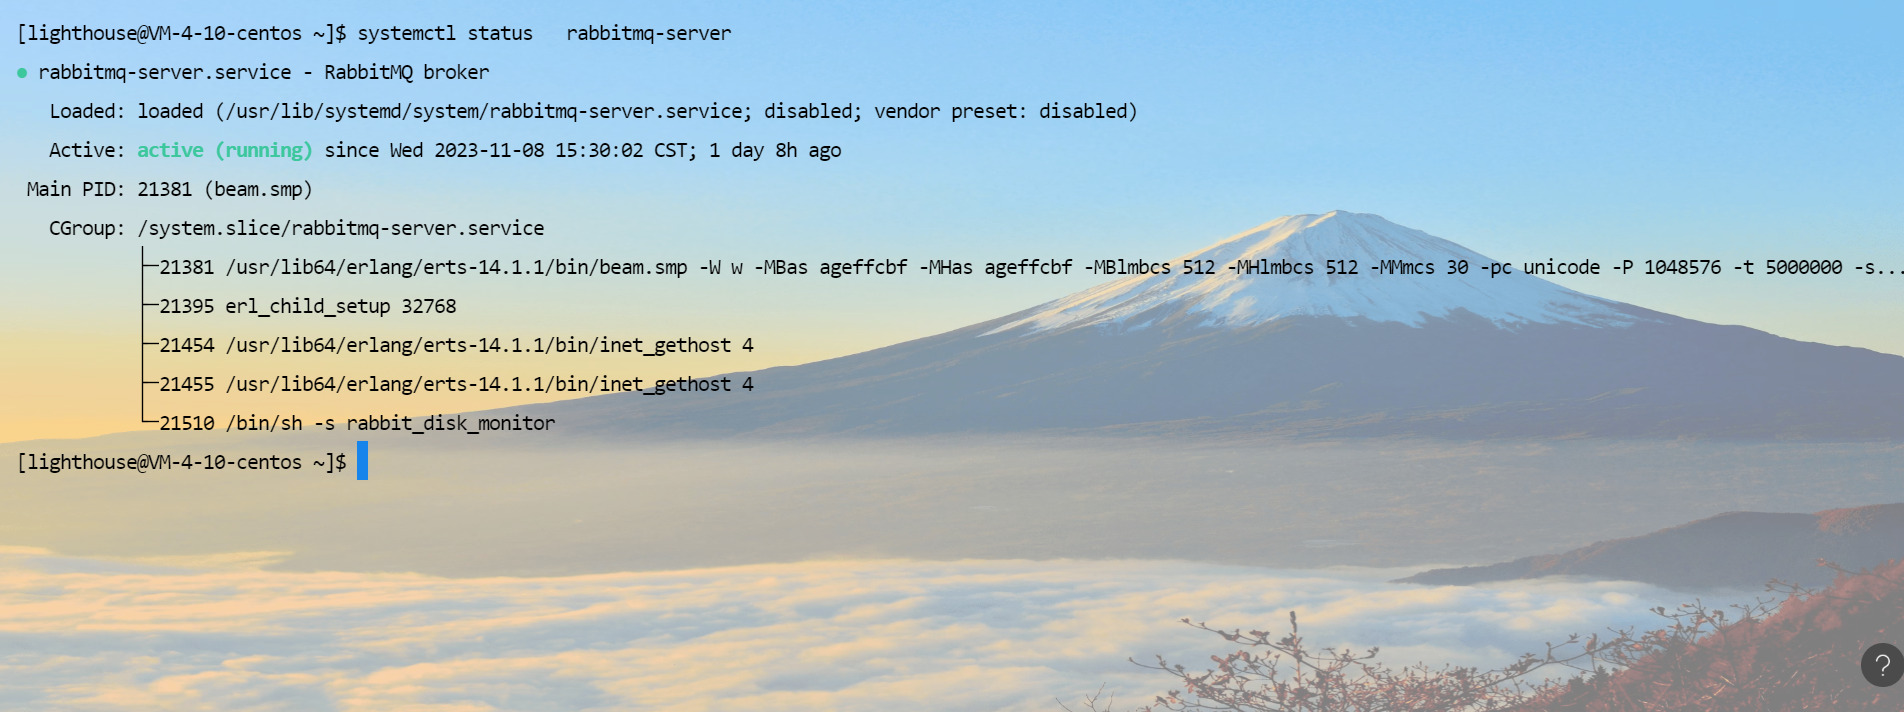 [lighthouse@VM-4-10-centos ~]$ systemctl status   rabbitmq-server
● rabbitmq-server.service - RabbitMQ broker
   Loaded: loaded (/usr/lib/systemd/system/rabbitmq-server.service; disabled; vendor preset: disabled)
   Active: active (running) since Wed 2023-11-08 15:30:02 CST; 1 day 8h ago
 Main PID: 21381 (beam.smp)
   CGroup: /system.slice/rabbitmq-server.service
           ├─21381 /usr/lib64/erlang/erts-14.1.1/bin/beam.smp -W w -MBas ageffcbf -MHas ageffcbf -MBlmbcs 512 -MHlmbcs 512 -MMmcs 30 -pc unicode -P 1048576 -t 5000000 -s...
           ├─21395 erl_child_setup 32768
           ├─21454 /usr/lib64/erlang/erts-14.1.1/bin/inet_gethost 4
           ├─21455 /usr/lib64/erlang/erts-14.1.1/bin/inet_gethost 4
           └─21510 /bin/sh -s rabbit_disk_monitor
[lighthouse@VM-4-10-centos ~]$
?